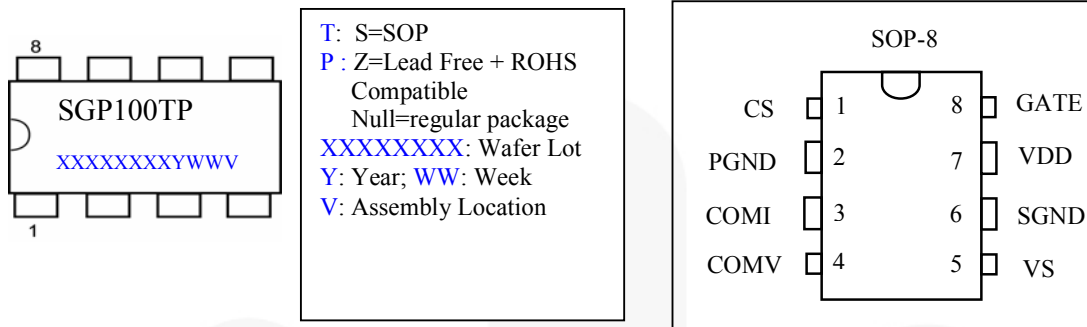 8
SGP100TP
XXXXXXXXYWWV
1
T: S=SOP
P : Z=Lead Free + ROHS
Compatible
Null=regular package
XXXXXXXX: Wafer Lot
Y: Year; WW: Week
V: Assembly Location
SOP-8
CS 1 8 GATE
PGND 2 7 VDD
COMI 3 6 SGND
COMV 4 5 VS